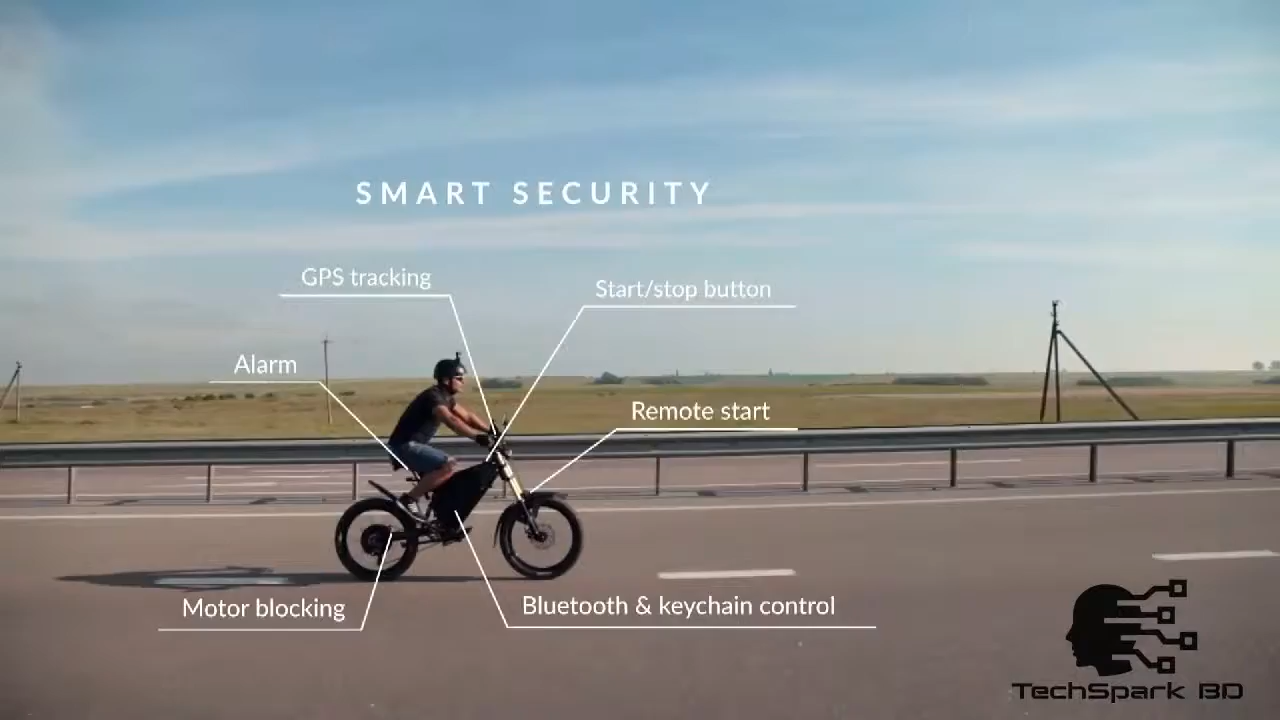 SMART SECURITY
GPS tracking
Start/stop button
Alarm
Remote start
Motor blocking
Bluetooth & keychain control
TechSpark BD